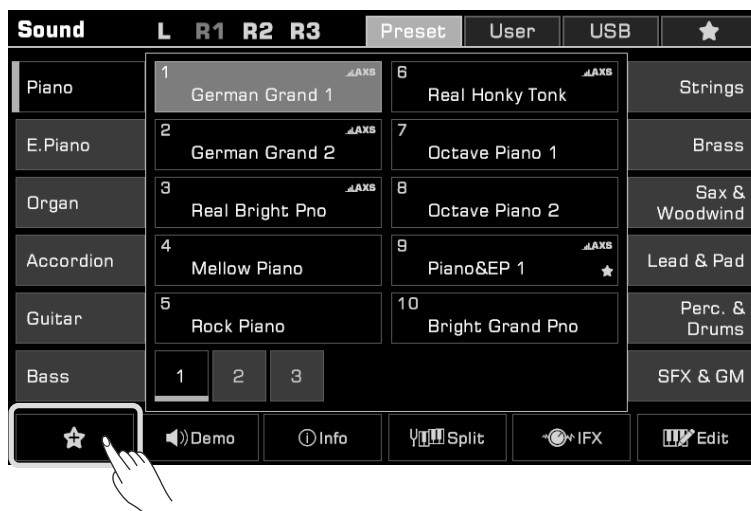 Sound L R1 R2 R3 Preset User USB
Piano
E.Piano
Organ
Accordion
Guitar
Bass
1 AXS
German Grand 1
2 AXS
German Grand 2
3 AXS
Real Bright Pno
4
Mellow Piano
5
Rock Piano
6 AXS
Real Honky Tonk
7
Octave Piano 1
8
Octave Piano 2
9 AXS
Piano&EP 1
10
Bright Grand Pno
1 2 3
Strings
Brass
Sax &
Woodwind
Lead & Pad
Perc. &
Drums
SFX & GM
Demo Info Split IFX Edit